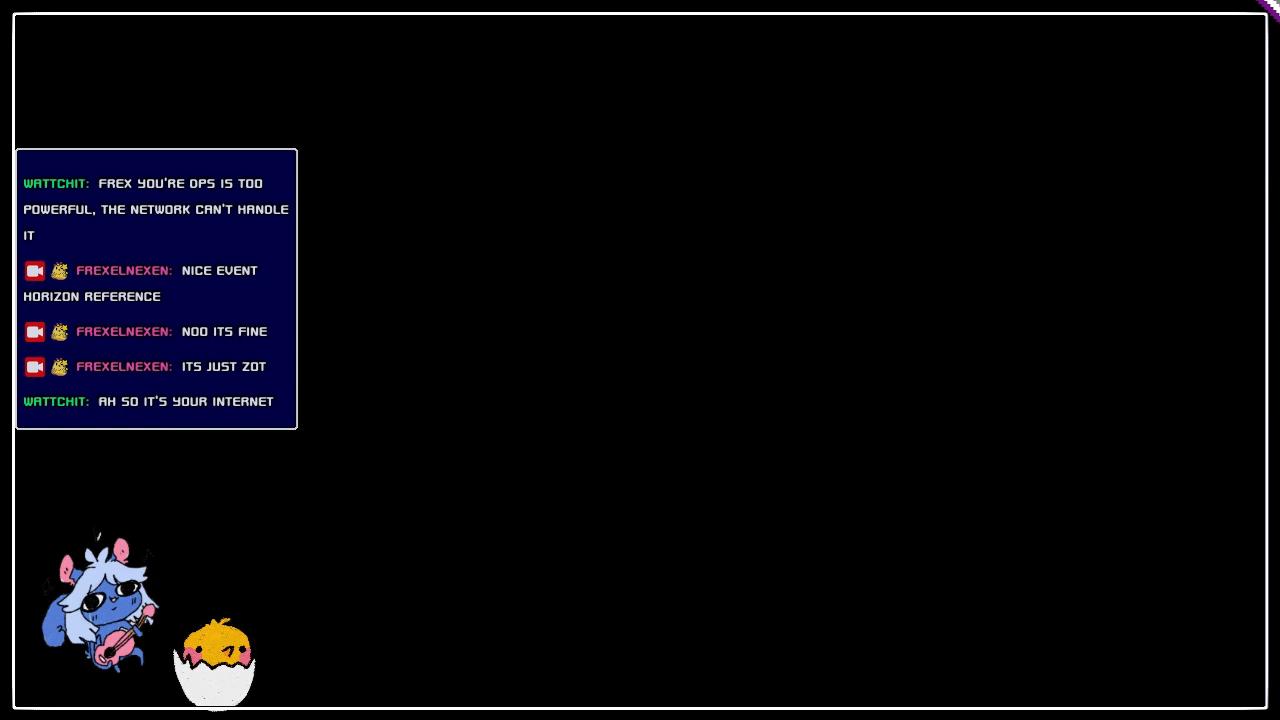 WATTCHIT: FREX YOU'RE OPS IS TOO
POWERFUL, THE NETWORK CAN'T HANDLE
IT
FREXELNEXEN: NICE EVENT
HORIZON REFERENCE
FREXELNEXEN: NOO ITS FINE
FREXELNEXEN: ITS JUST ZOT
WATTCHIT: AH SO IT'S YOUR INTERNET